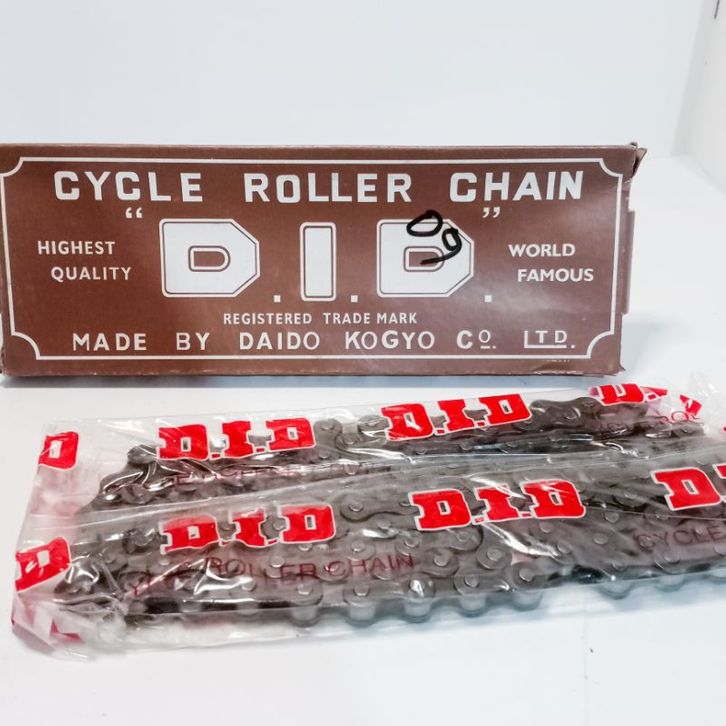 CYCLE ROLLER CHAIN
HIGHEST QUALITY
"D.I.D."
WORLD FAMOUS
09
REGISTERED TRADE MARK
MADE BY DAIDO KOGYO Co. LTD.
D.I.D D.I.D
D.I.D D.I.D
ROLLER CHAIN CYCLE